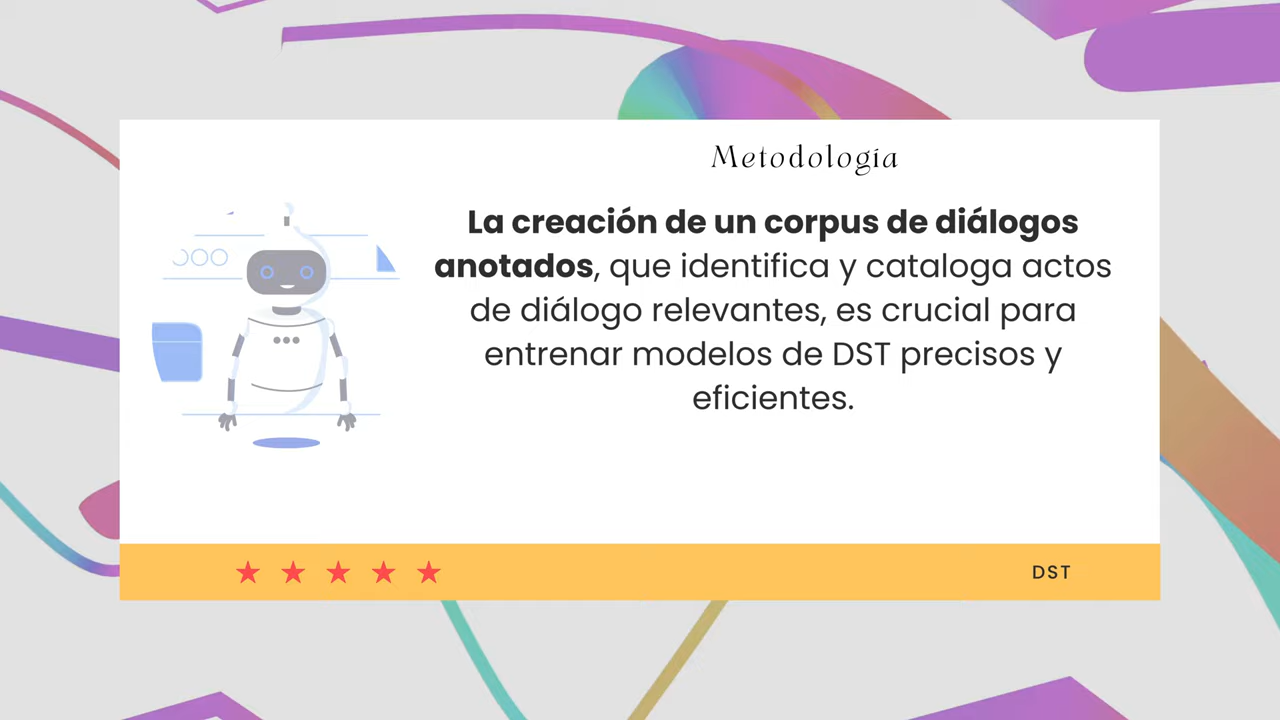 Metodología
La creación de un corpus de diálogos
anotados, que identifica y cataloga actos
de diálogo relevantes, es crucial para
entrenar modelos de DST precisos y
eficientes.
DST